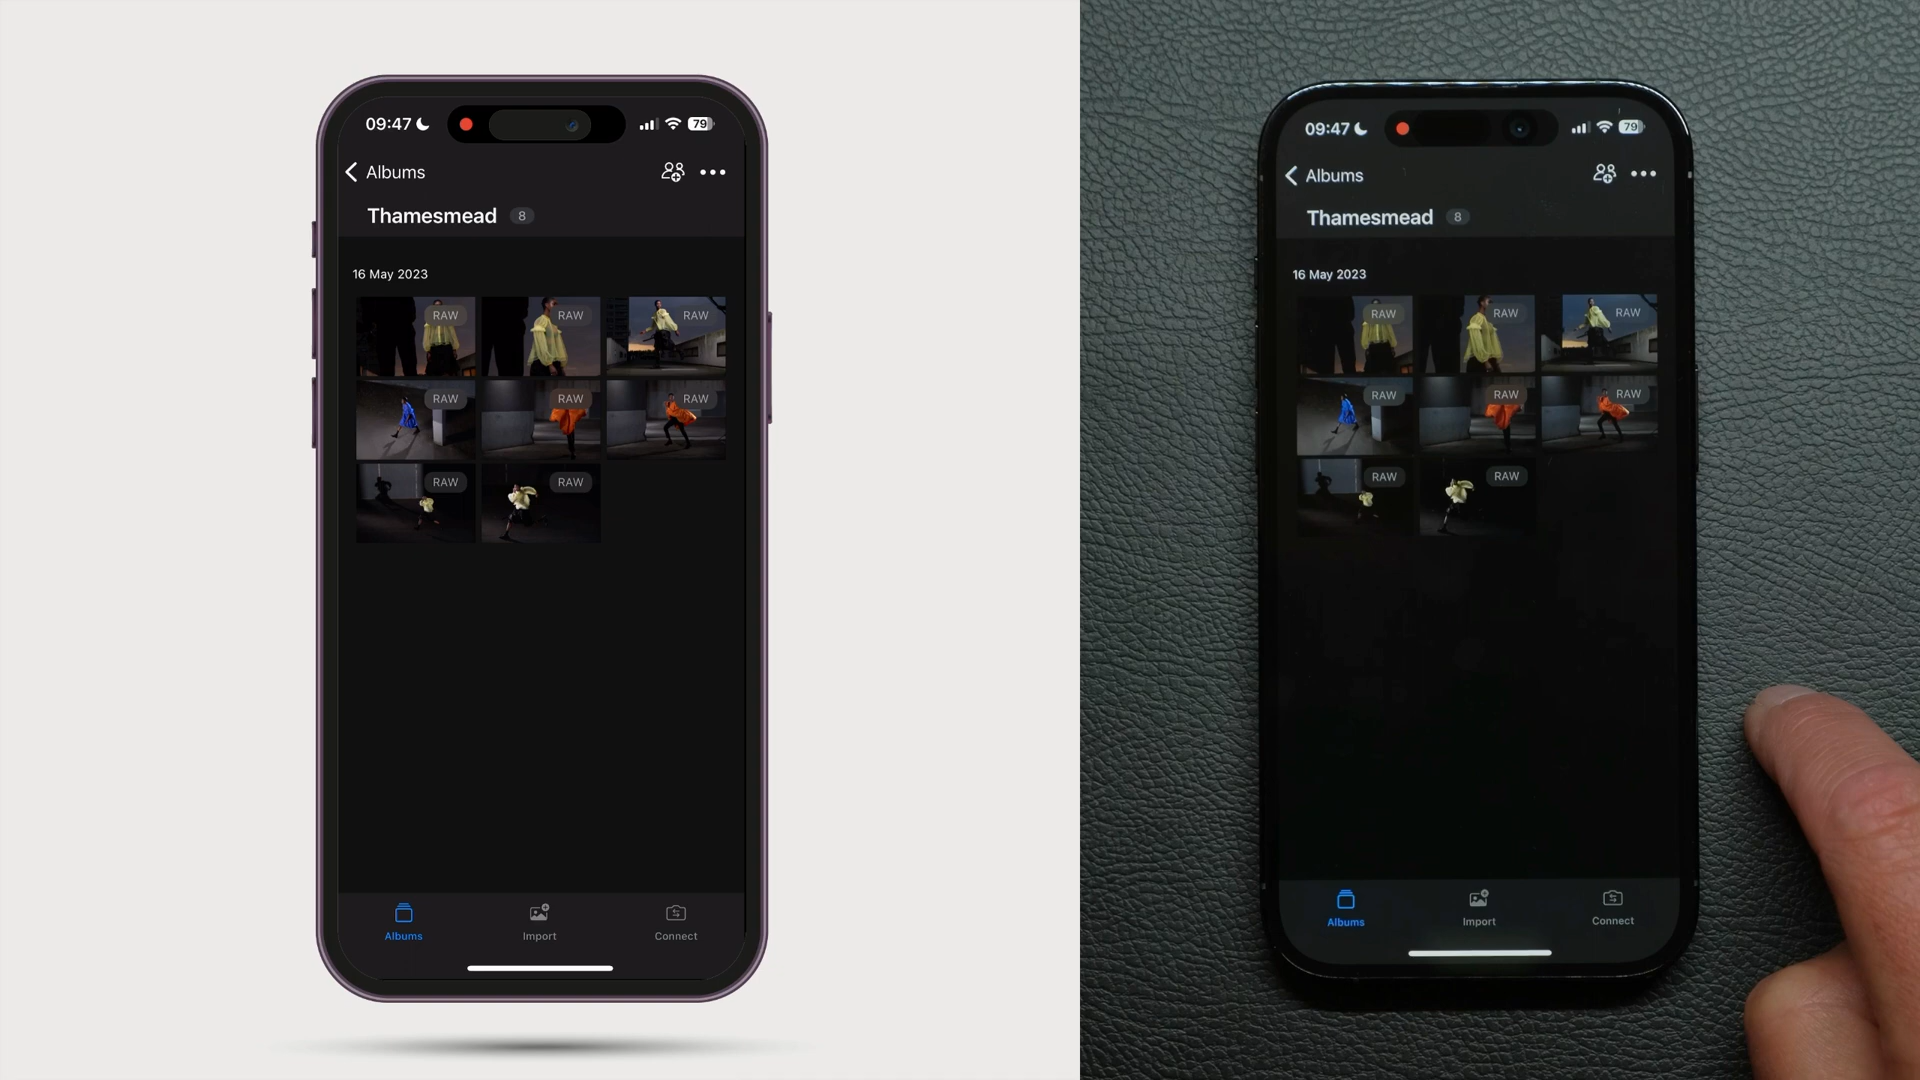 09:47
79
Albums
Thamesmead 8
16 May 2023
RAW RAW RAW
RAW RAW RAW
RAW RAW
Albums Import Connect
09:47
79
Albums
Thamesmead 8
16 May 2023
RAW RAW RAW
RAW RAW RAW
RAW RAW
Albums Import Connect